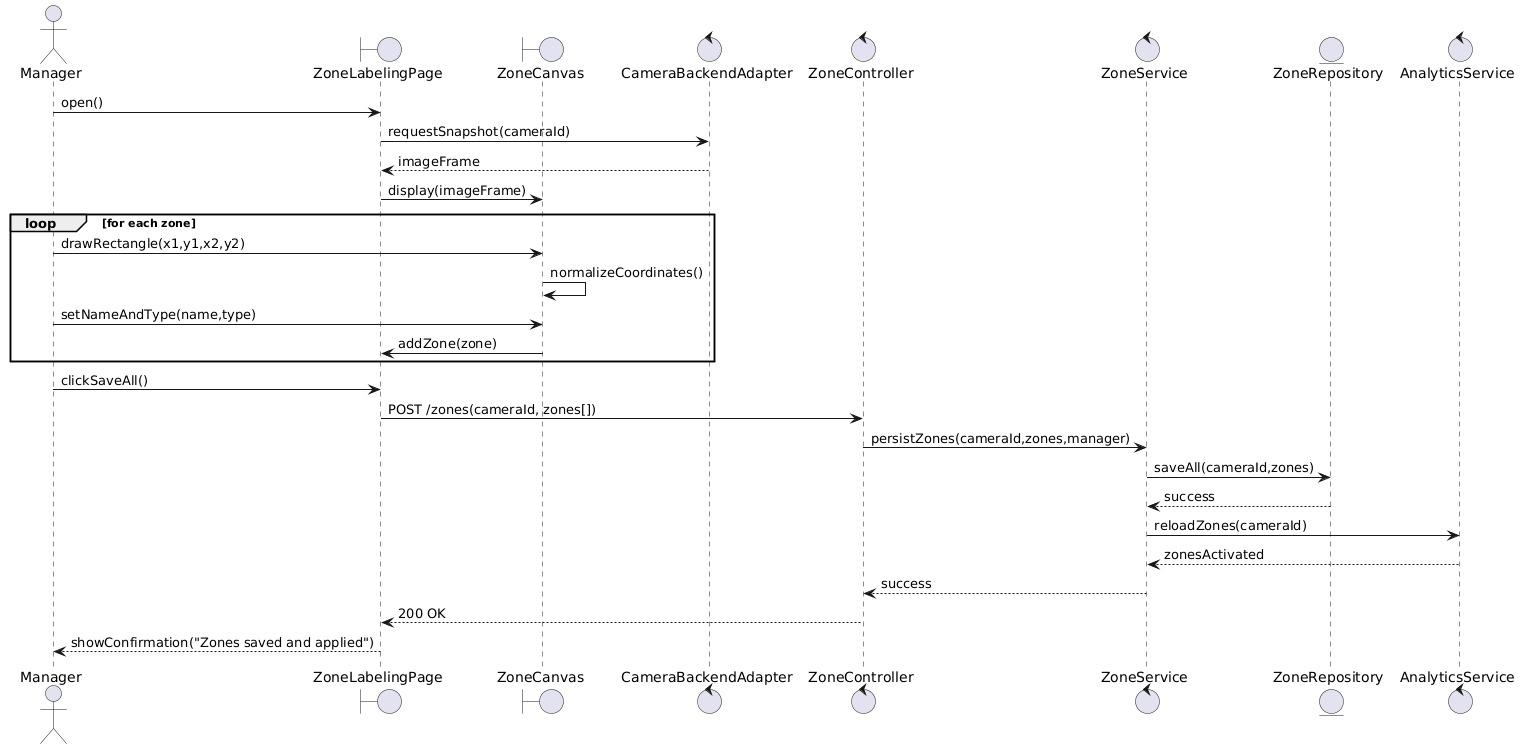 Manager
ZoneLabelingPage
ZoneCanvas
CameraBackendAdapter
ZoneController
ZoneService
ZoneRepository
AnalyticsService
open()
requestSnapshot(cameraId)
imageFrame
display(imageFrame)
loop
[for each zone]
drawRectangle(x1,y1,x2,y2)
normalizeCoordinates()
setNameAndType(name,type)
addZone(zone)
clickSaveAll()
POST /zones(cameraId, zones[])
persistZones(cameraId,zones,manager)
saveAll(cameraId,zones)
success
reloadZones(cameraId)
zonesActivated
success
200 OK
showConfirmation("Zones saved and applied")
Manager
ZoneLabelingPage
ZoneCanvas
CameraBackendAdapter
ZoneController
ZoneService
ZoneRepository
AnalyticsService